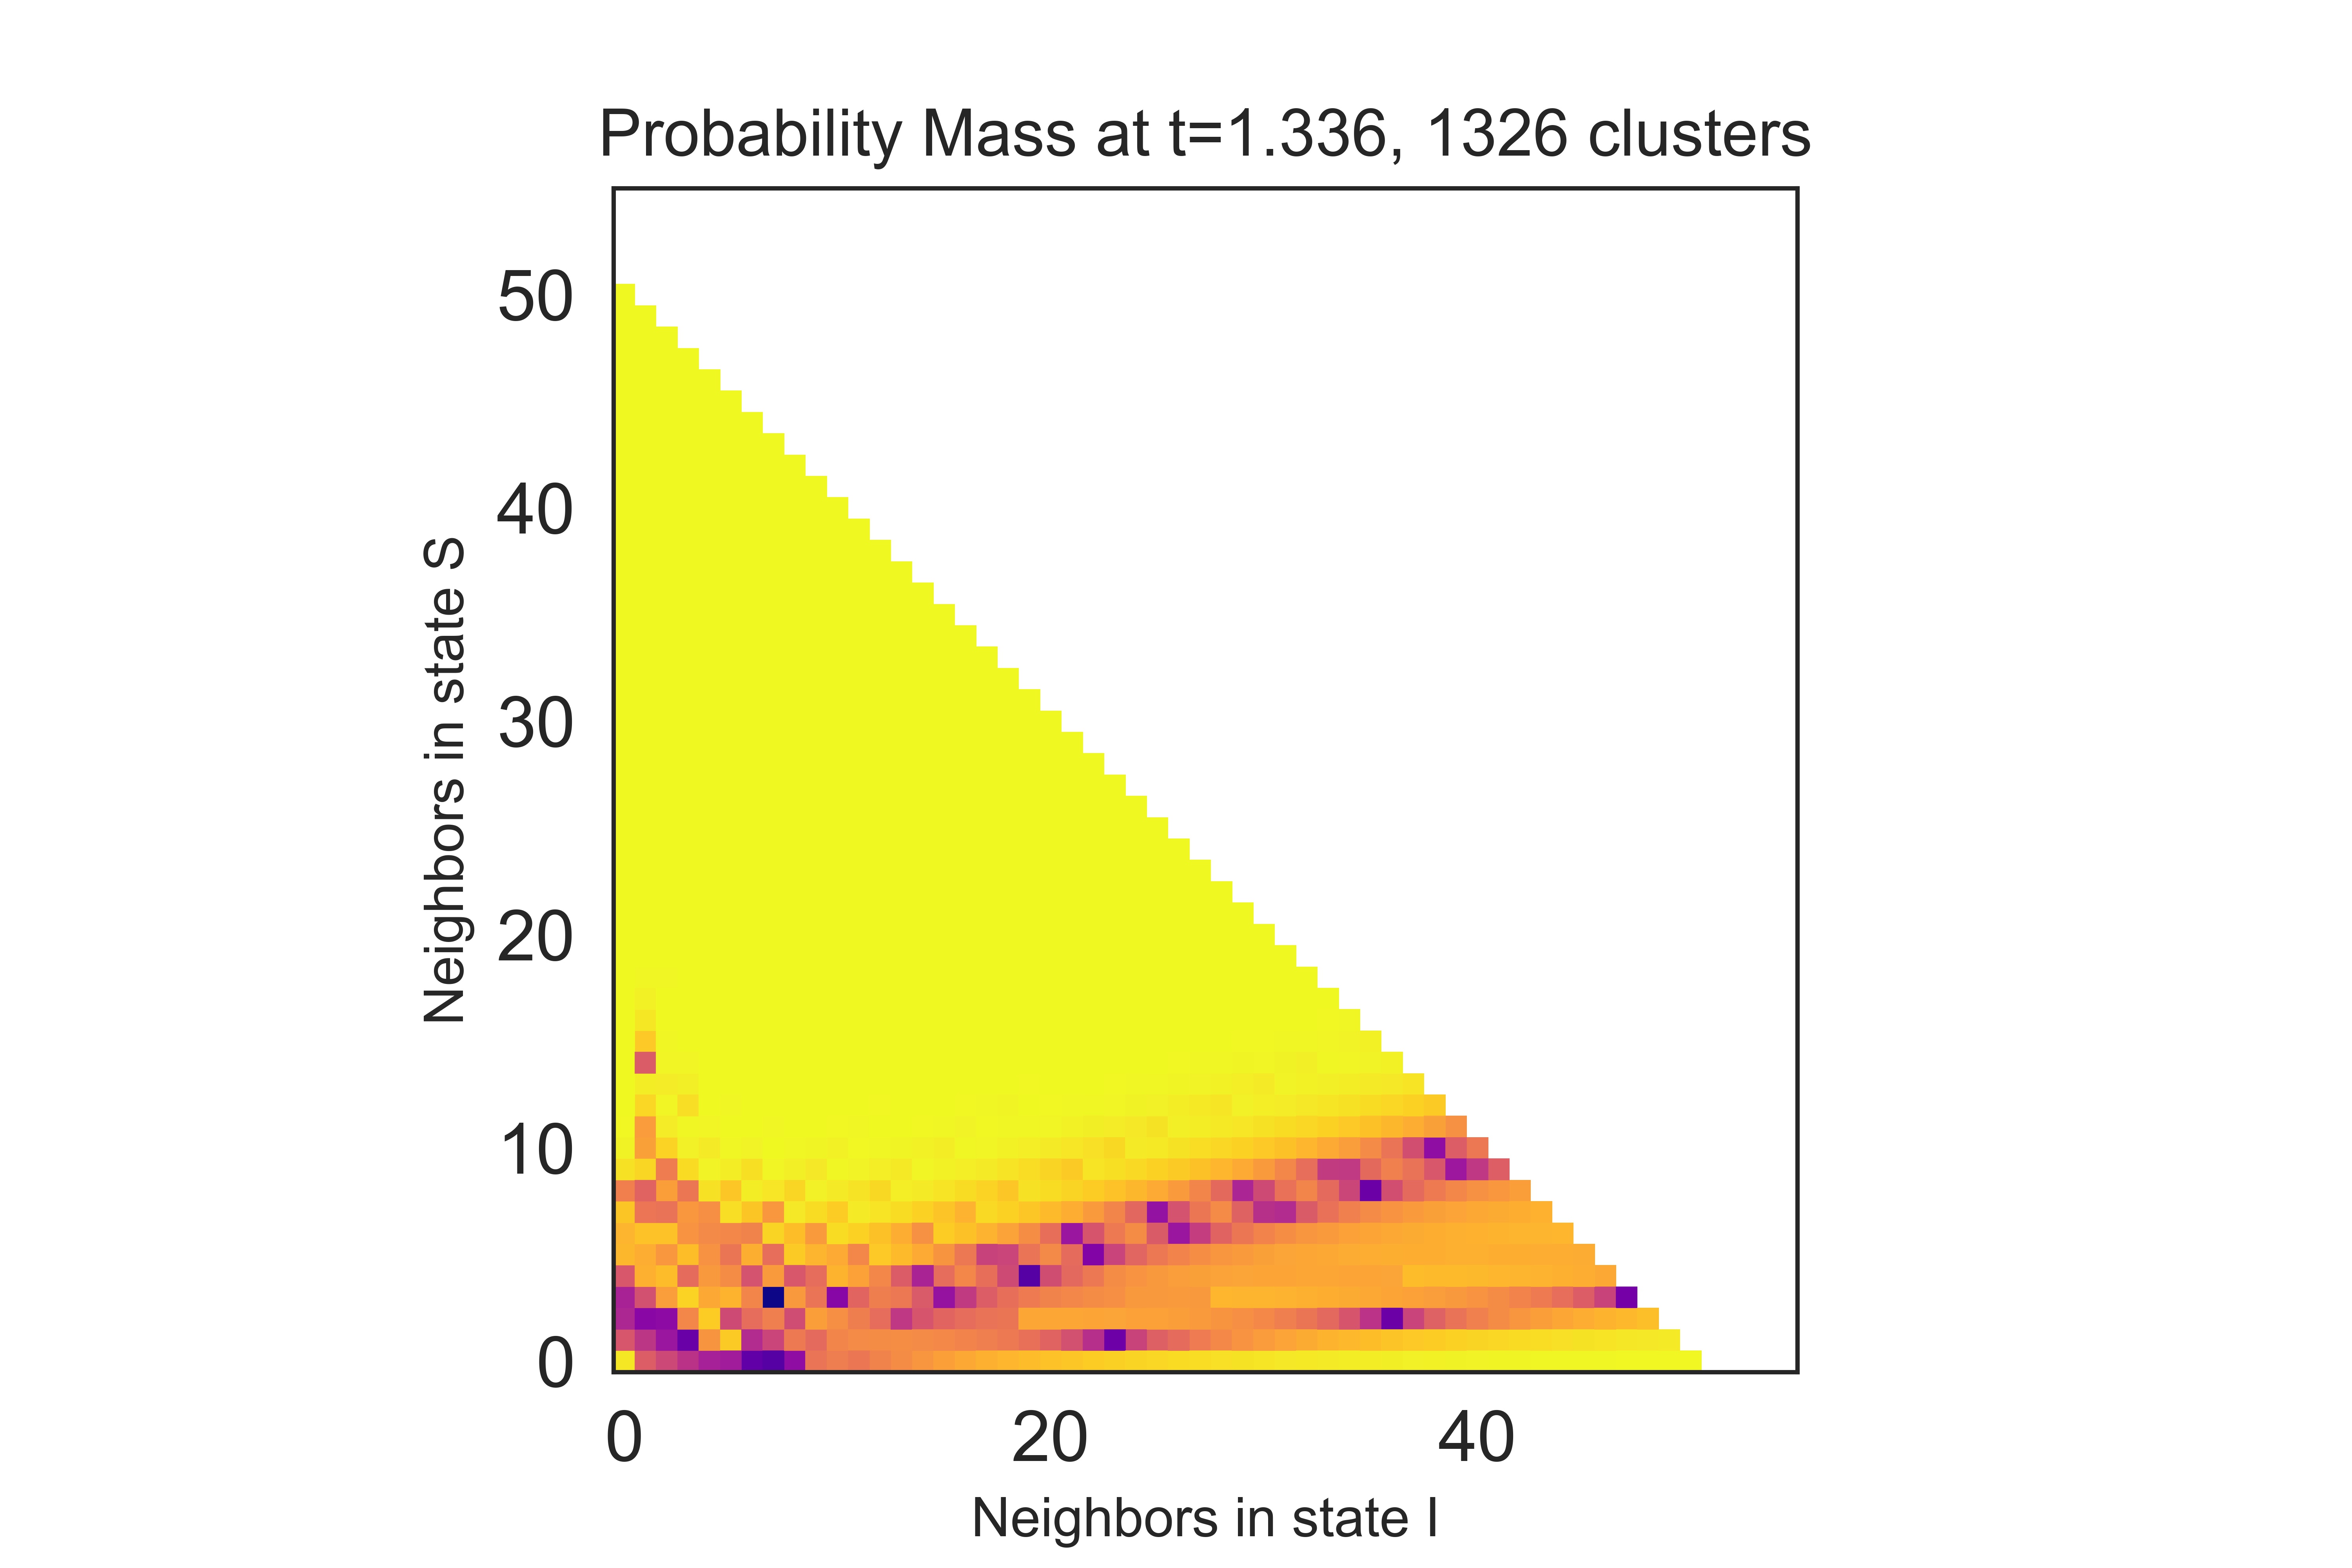 Probability Mass at t=1.336, 1326 clusters
50
40
30
20
10
0
Neighbors in state S
0 20 40
Neighbors in state I